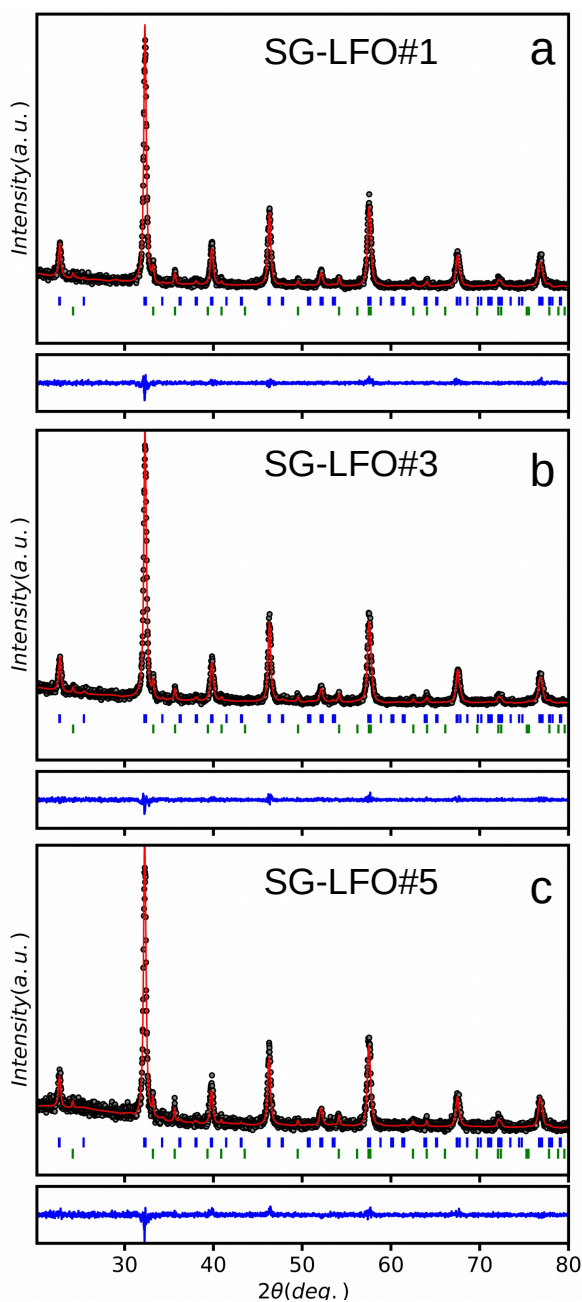 SG-LFO#1
a
Intensity(a.u.)
SG-LFO#3
b
Intensity(a.u.)
SG-LFO#5
c
Intensity(a.u.)
30 40 50 60 70 80
2θ(deg.)